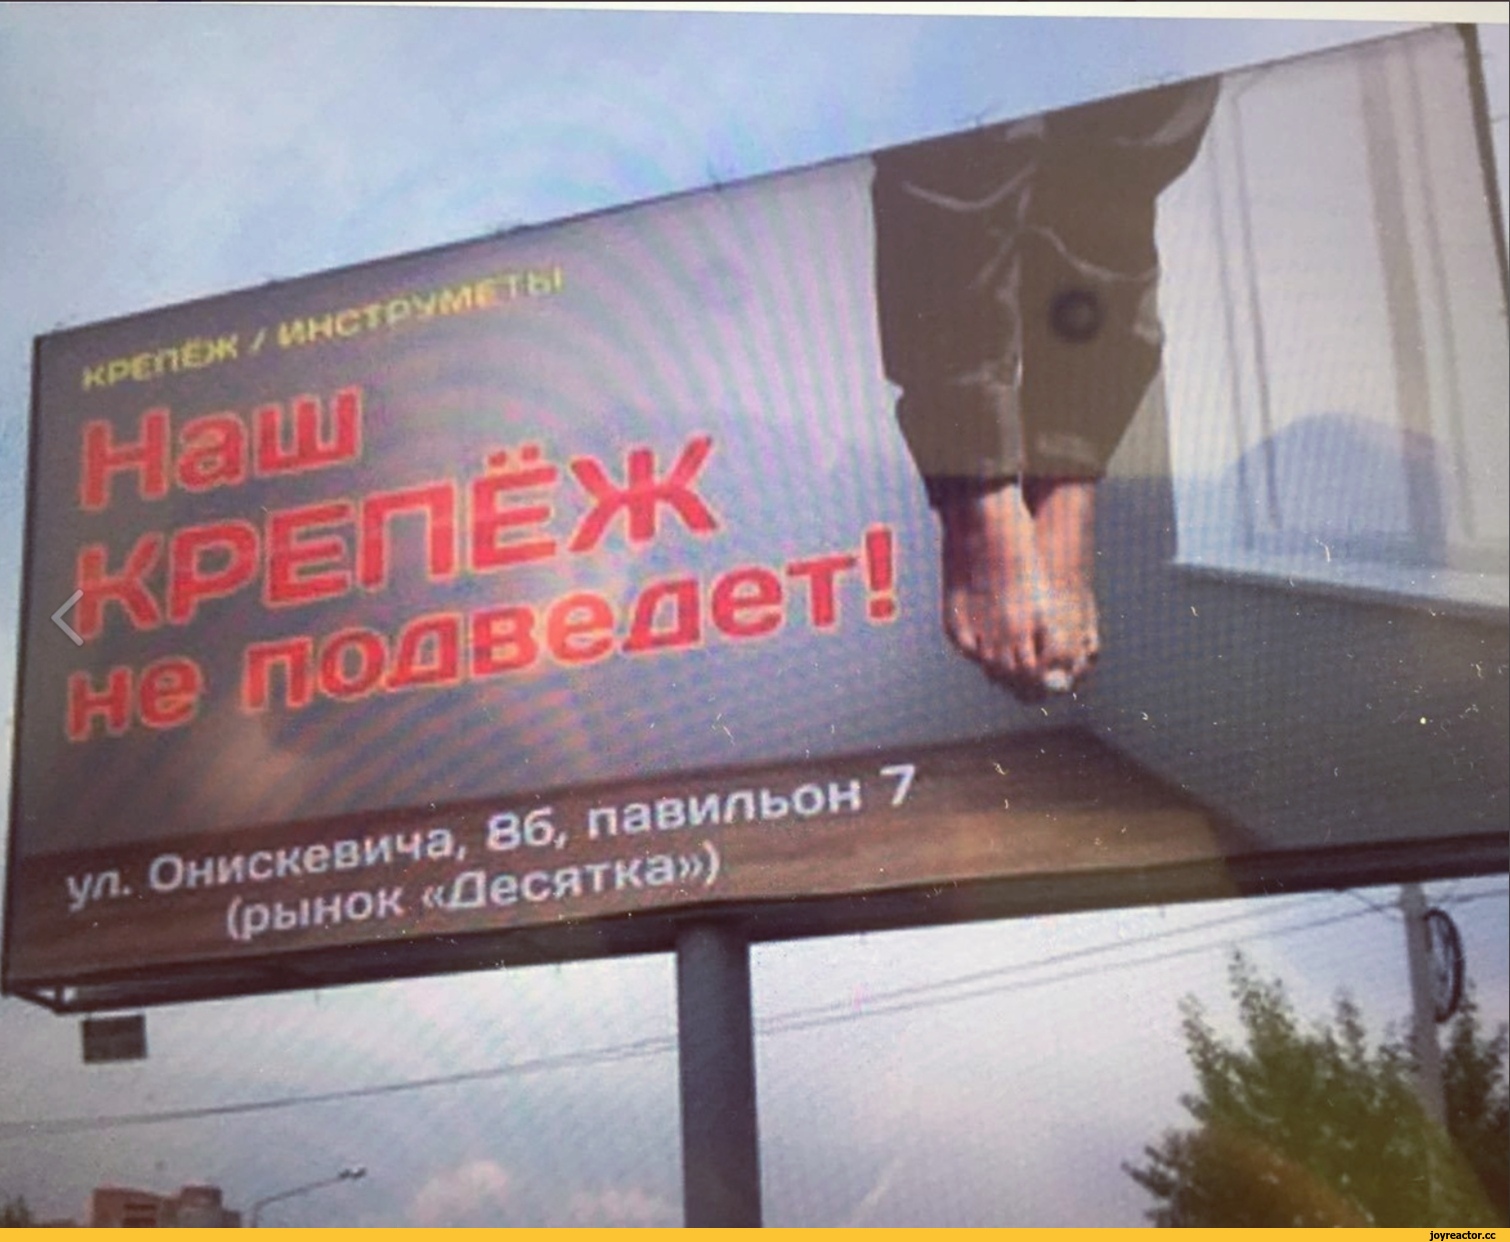 КРЕПЁЖ / ИНСТРУМЕТЫ
Наш
КРЕПЁЖ
не подведет!
ул. Онискевича, 8б, павильон 7
(рынок «Десятка»)
joyreactor.cc